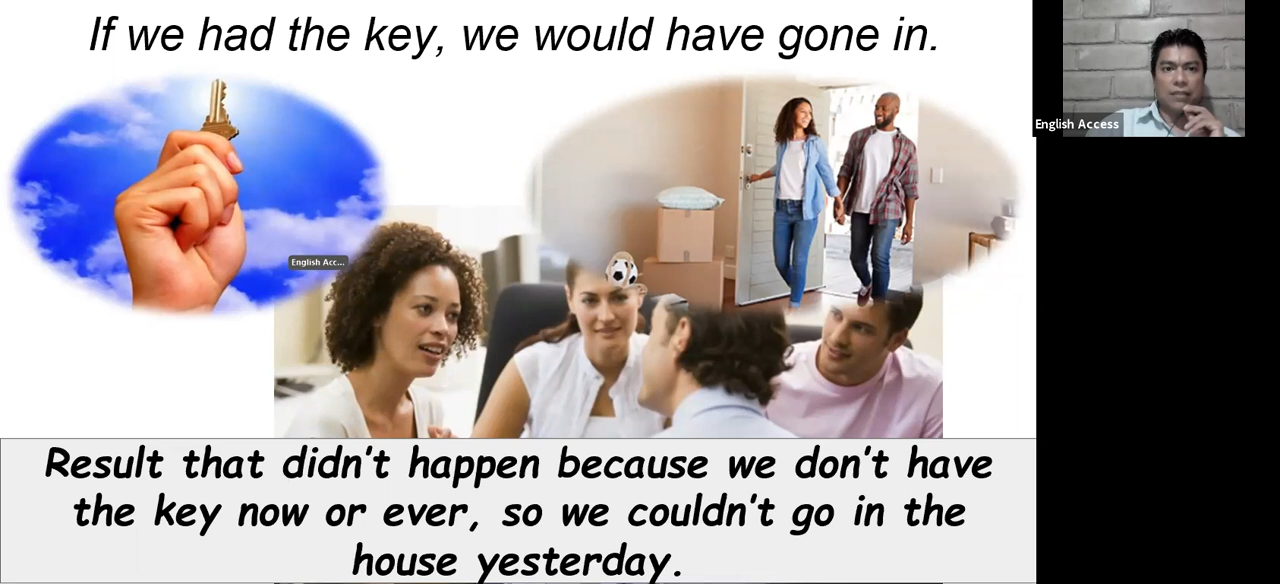 If we had the key, we would have gone in.
English Access
English Acc...
Result that didn't happen because we don't have
the key now or ever, so we couldn't go in the
house yesterday.